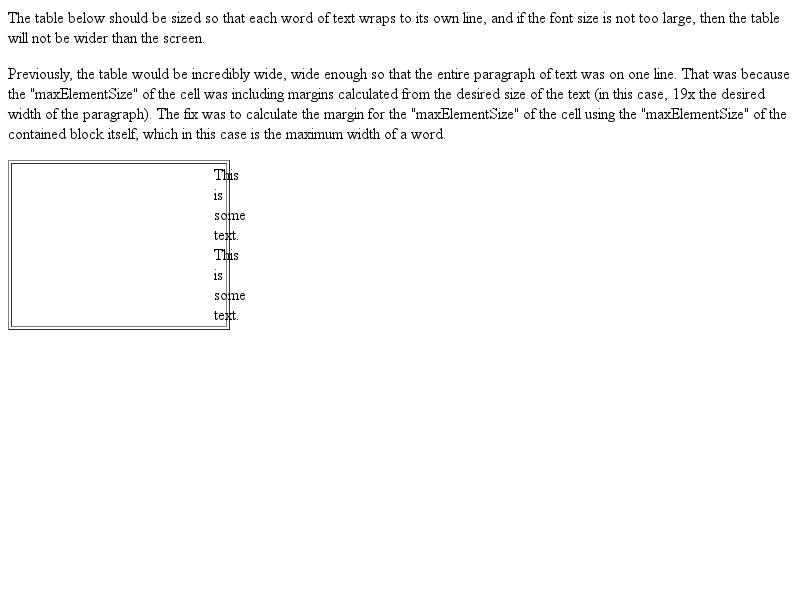 The table below should be sized so that each word of text wraps to its own line, and if the font size is not too large, then the table
will not be wider than the screen.
Previously, the table would be incredibly wide, wide enough so that the entire paragraph of text was on one line. That was because
the "maxElementSize" of the cell was including margins calculated from the desired size of the text (in this case, 19x the desired
width of the paragraph). The fix was to calculate the margin for the "maxElementSize" of the cell using the "maxElementSize" of the
contained block itself, which in this case is the maximum width of a word.
This
is
some
text.
This
is
some
text.